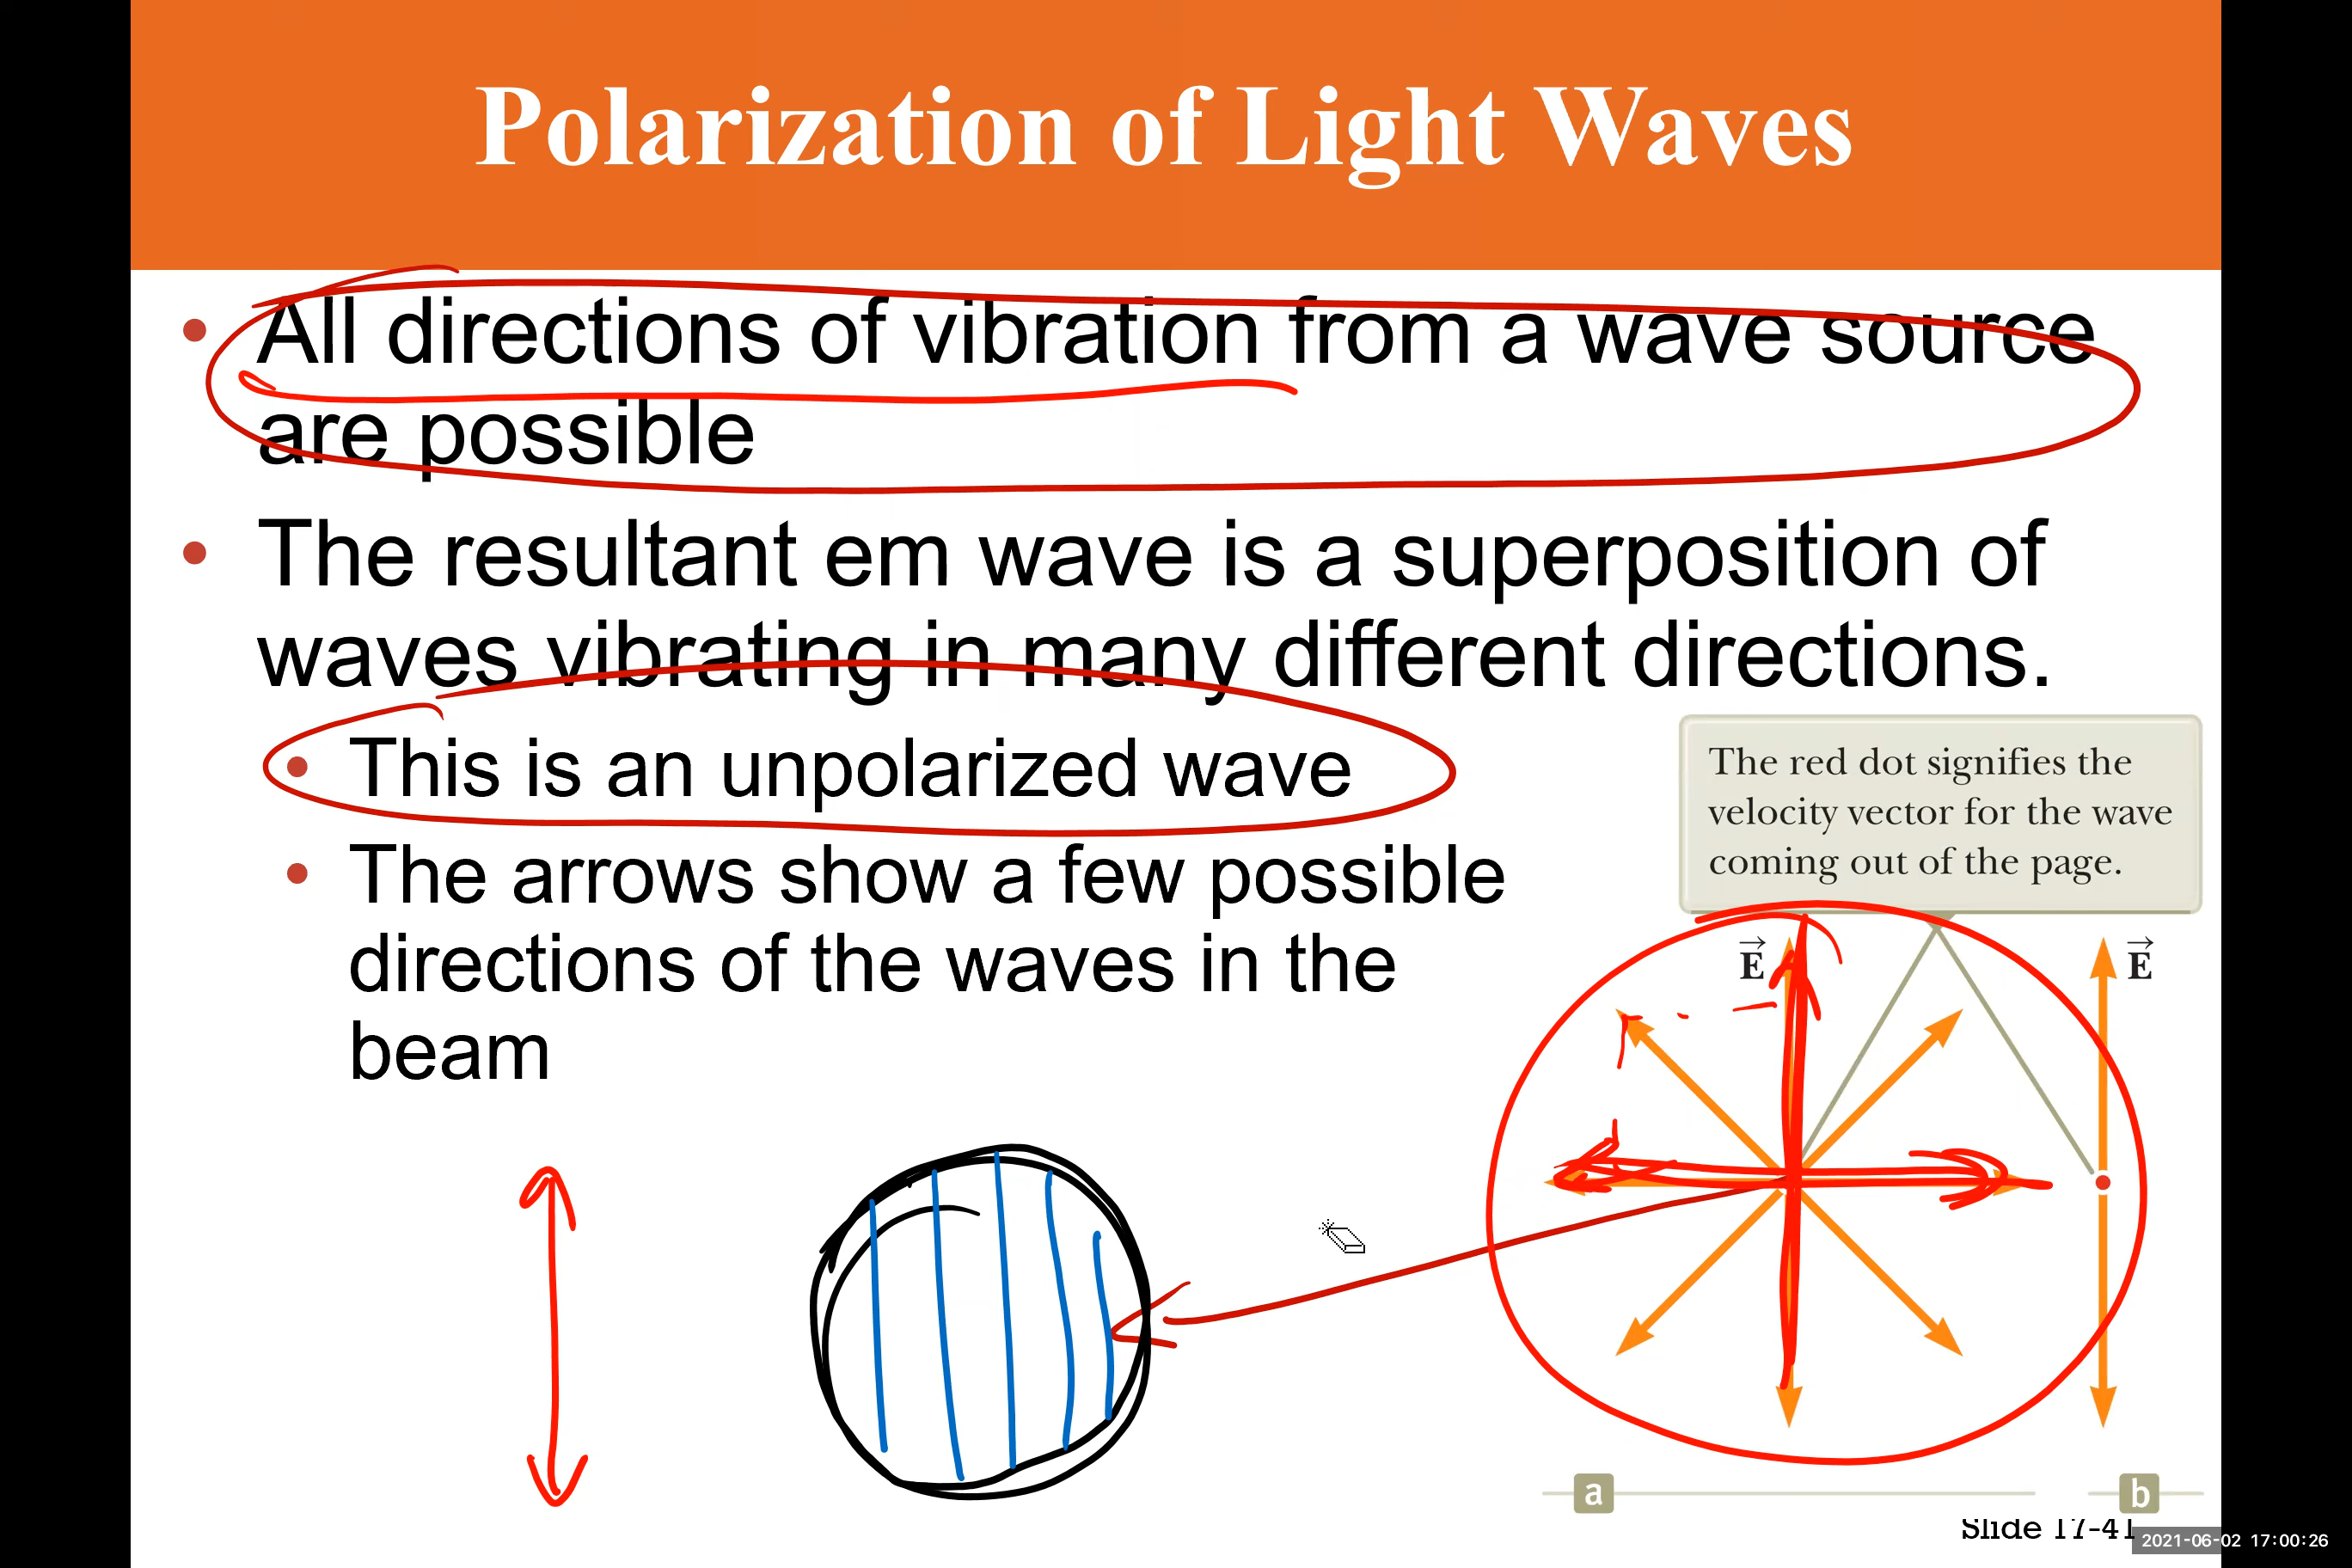 Polarization of Light Waves
• All directions of vibration from a wave source
are possible
• The resultant em wave is a superposition of
waves vibrating in many different directions.
• This is an unpolarized wave
• The arrows show a few possible
directions of the waves in the
beam
The red dot signifies the
velocity vector for the wave
coming out of the page.
E
E
a
b
Slide 17-41
2021-06-02 17:00:26